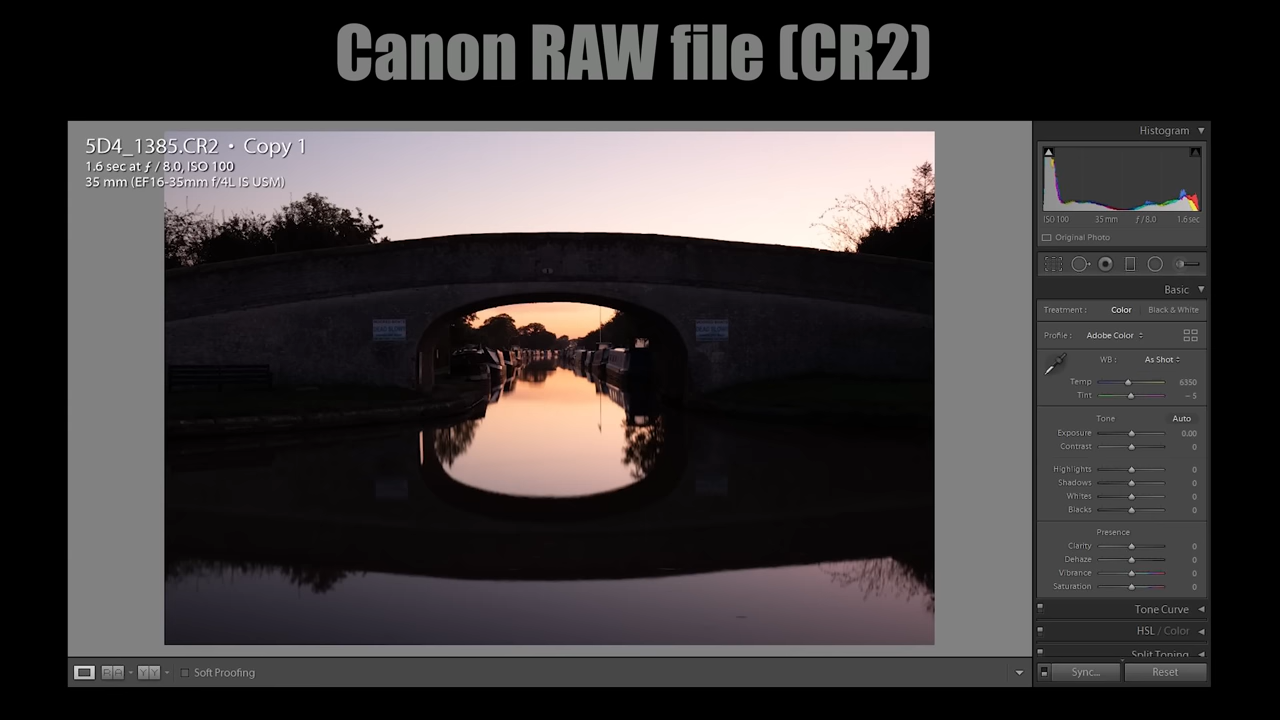 Canon RAW file (CR2)
5D4_1385.CR2 • Copy 1
1.6 sec at ƒ / 8.0, ISO 100
35 mm (EF16-35mm f/4L IS USM)
Histogram
ISO 100 35 mm ƒ / 8.0 1.6 sec
Original Photo
Basic
Treatment : Color Black & White
Profile : Adobe Color
WB : As Shot
Temp 6350
Tint – 5
Tone Auto
Exposure 0.00
Contrast 0
Highlights 0
Shadows 0
Whites 0
Blacks 0
Presence
Clarity 0
Dehaze 0
Vibrance 0
Saturation 0
Tone Curve
HSL / Color
Split Toning
Soft Proofing
Sync...
Reset
DEAD SLOW